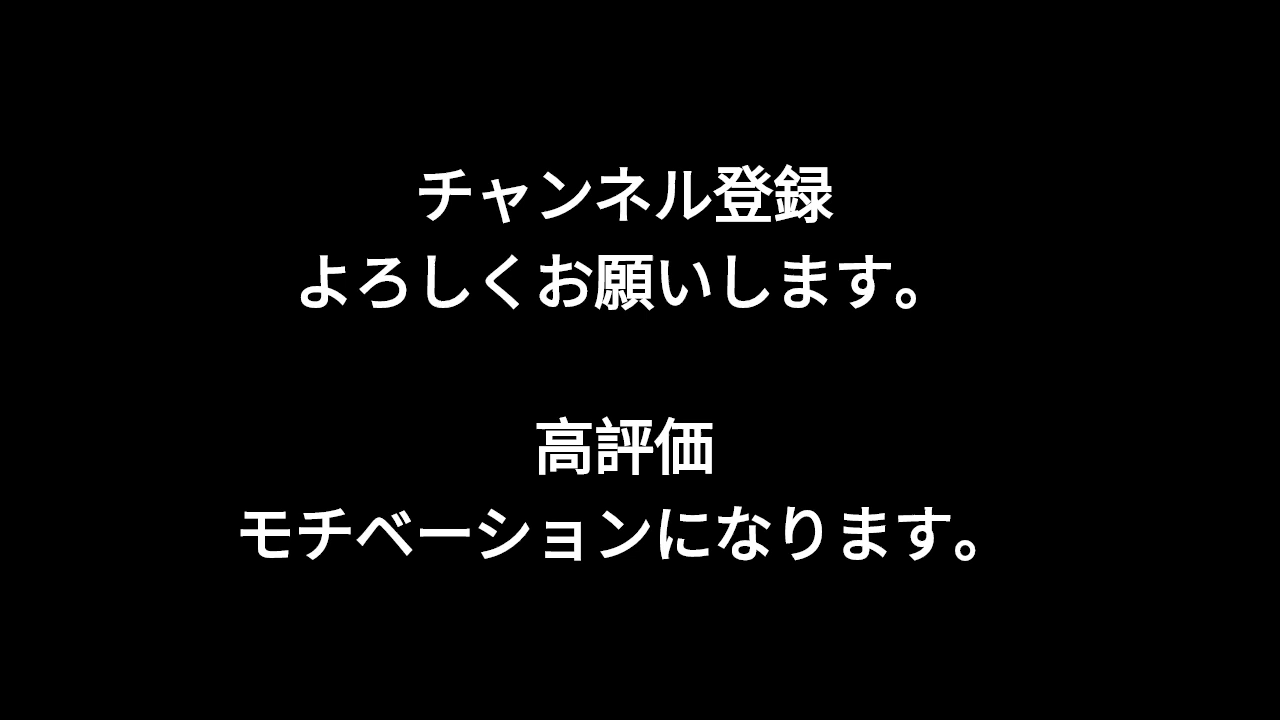 チャンネル登録
よろしくお願いします。
高評価
モチベーションになります。